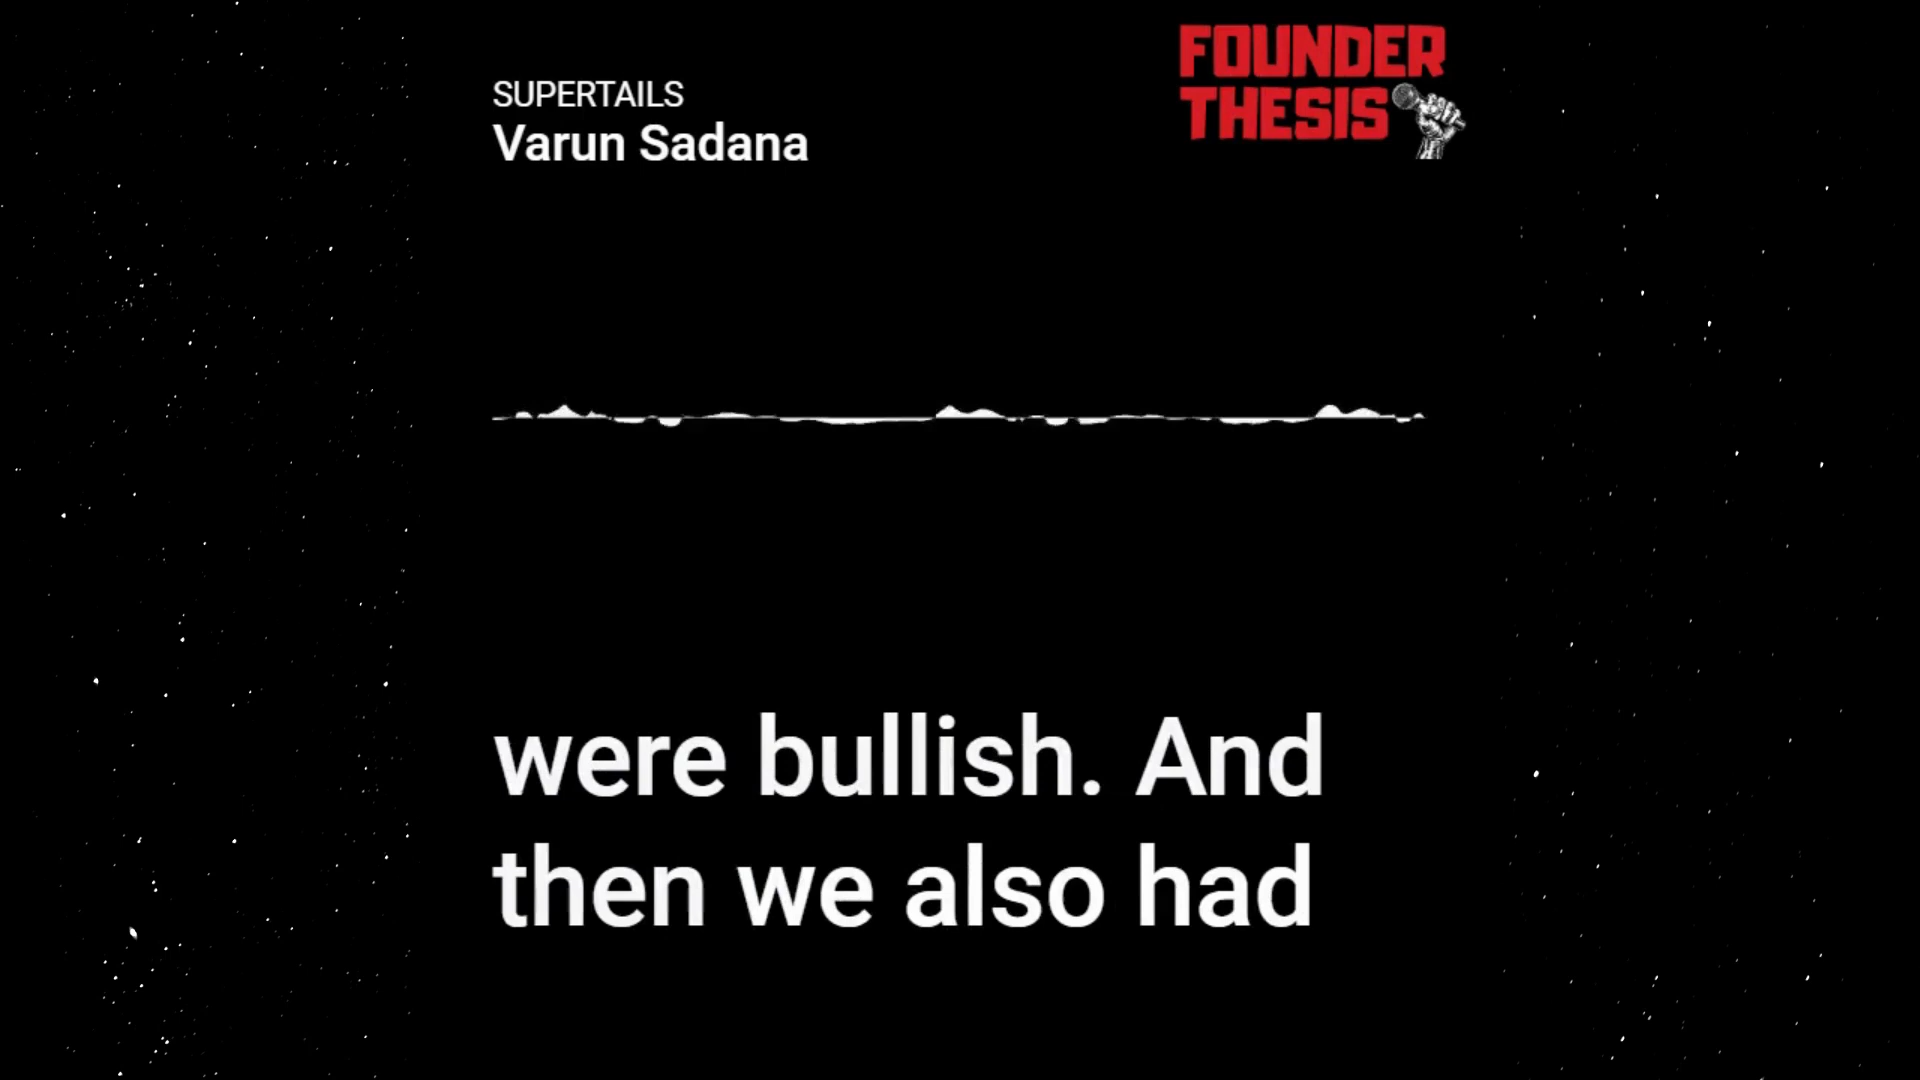 SUPERTAILS
Varun Sadana
FOUNDER
THESIS
were bullish. And
then we also had